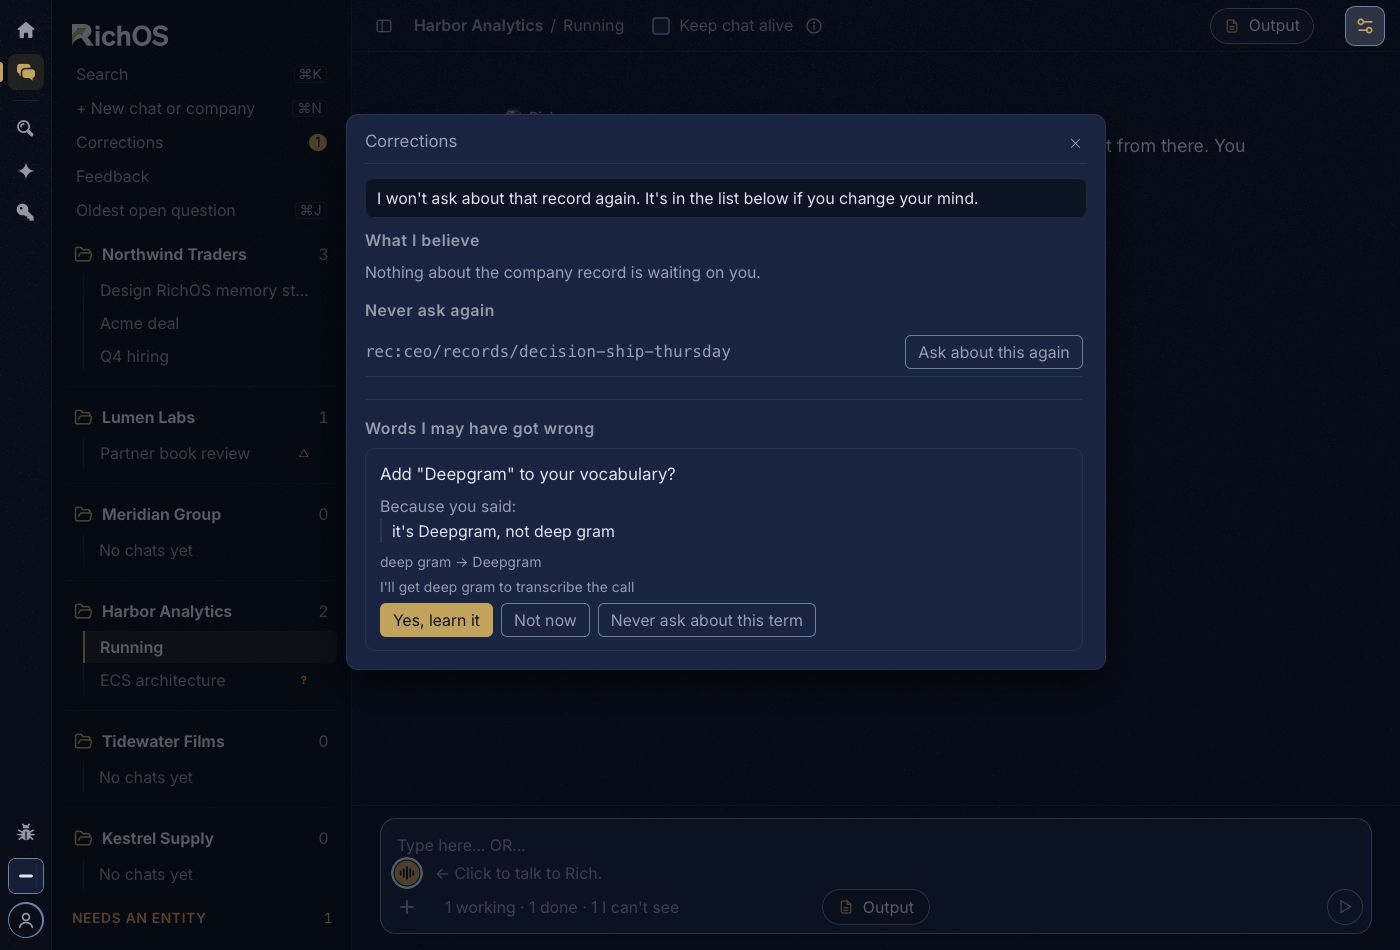 RichOS
Search ⌘K
+ New chat or company ⌘N
Corrections 1
Feedback
Oldest open question ⌘J
Northwind Traders 3
Design RichOS memory st...
Acme deal
Q4 hiring
Lumen Labs 1
Partner book review
Meridian Group 0
No chats yet
Harbor Analytics 2
Running
ECS architecture ?
Tidewater Films 0
No chats yet
Kestrel Supply 0
No chats yet
NEEDS AN ENTITY 1
Harbor Analytics / Running
Keep chat alive
Output
t from there. You
Corrections
I won't ask about that record again. It's in the list below if you change your mind.
What I believe
Nothing about the company record is waiting on you.
Never ask again
rec:ceo/records/decision-ship-thursday
Ask about this again
Words I may have got wrong
Add "Deepgram" to your vocabulary?
Because you said:
it's Deepgram, not deep gram
deep gram → Deepgram
I'll get deep gram to transcribe the call
Yes, learn it
Not now
Never ask about this term
Type here... OR...
← Click to talk to Rich.
1 working · 1 done · 1 I can't see
Output